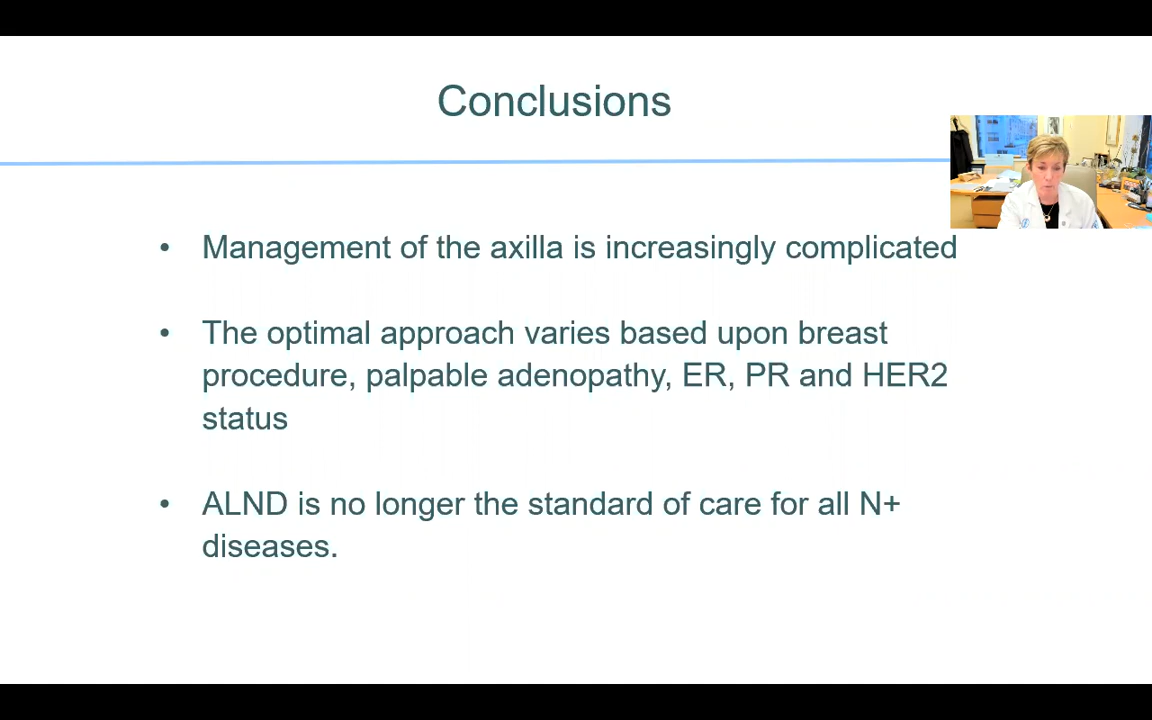 Conclusions
• Management of the axilla is increasingly complicated
• The optimal approach varies based upon breast
procedure, palpable adenopathy, ER, PR and HER2
status
• ALND is no longer the standard of care for all N+
diseases.